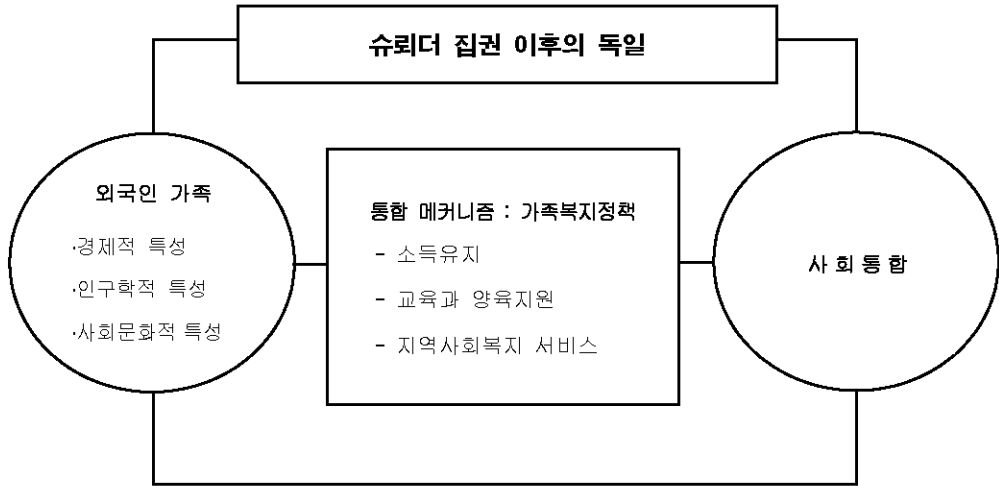 슈뢰더 집권 이후의 독일
외국인 가족
·경제적 특성
·인구학적 특성
·사회문화적 특성
통합 메커니즘 : 가족복지정책
- 소득유지
- 교육과 양육지원
- 지역사회복지 서비스
사회통합